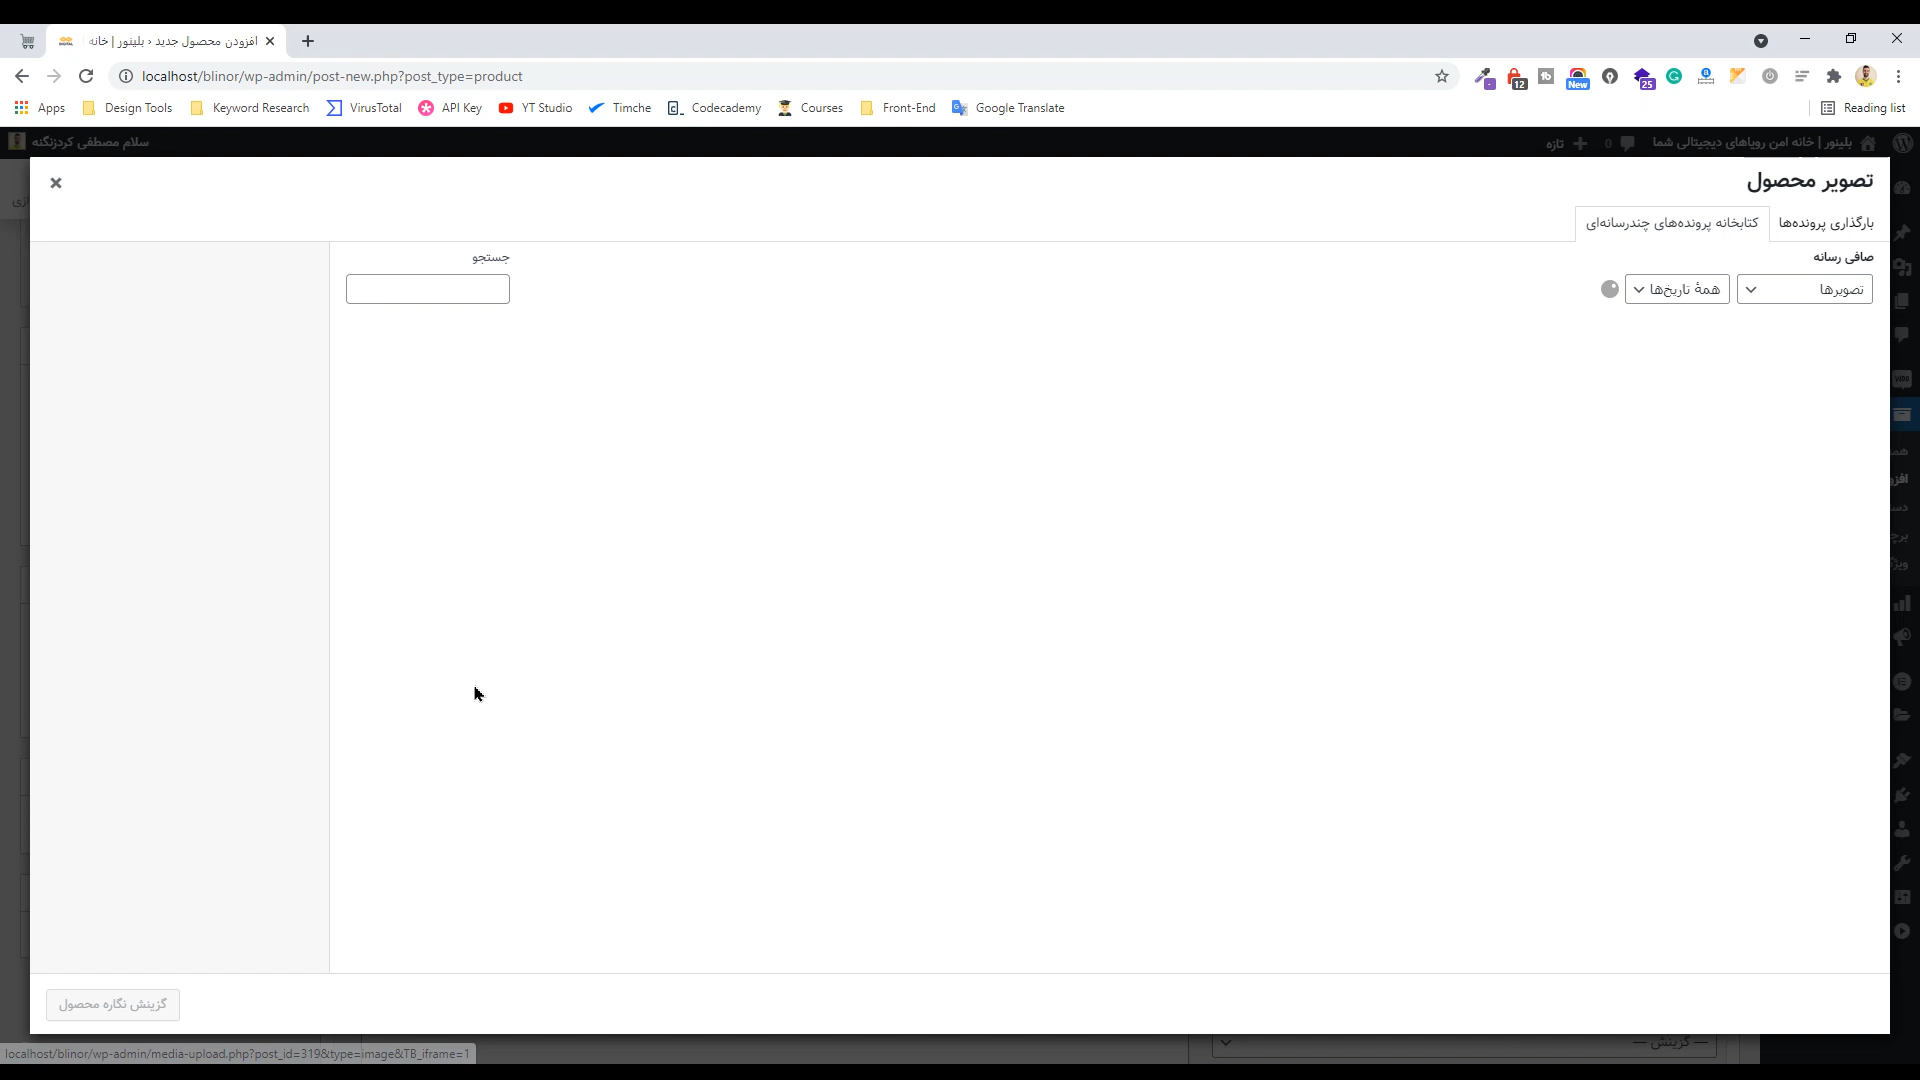 افزودن محصول جدید ‹ بلینور | خانه
localhost/blinor/wp-admin/post-new.php?post_type=product
12
New
25
Apps
Design Tools
Keyword Research
VirusTotal
API Key
YT Studio
Timche
Codecademy
Courses
Front-End
Google Translate
Reading list
بلینور | خانه امن رویاهای دیجیتالی شما
0
تازه
سلام مصطفی کردزنگنه
تصویر محصول
بارگذاری پرونده‌ها
کتابخانه پرونده‌های چندرسانه‌ای
صافی رسانه
جستجو
تصویرها
همهٔ تاریخ‌ها
گزینش نگاره محصول
— گزینش —
localhost/blinor/wp-admin/media-upload.php?post_id=319&type=image&TB_iframe=1